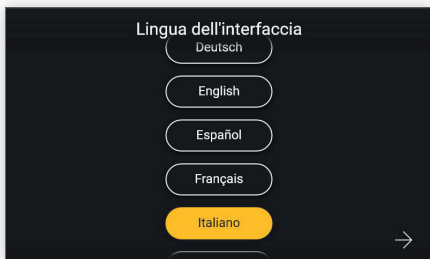 Lingua dell'interfaccia
Deutsch
English
Español
Français
Italiano